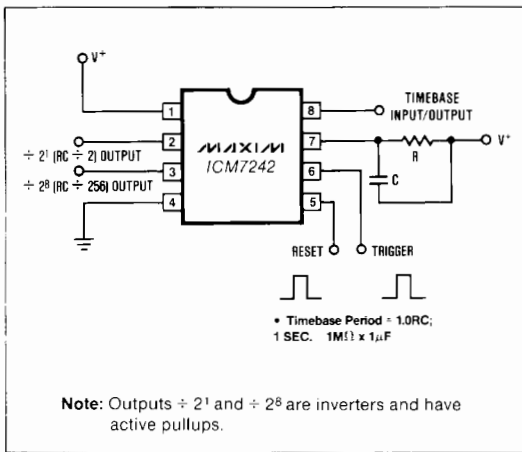 V+
1
2
3
4
8
7
6
5
MAXIM
ICM7242
÷ 2¹ (RC ÷ 2) OUTPUT
÷ 2⁸ (RC ÷ 256) OUTPUT
TIMEBASE
INPUT/OUTPUT
V+
R
C
RESET
TRIGGER
• Timebase Period = 1.0RC;
1 SEC. 1MΩ x 1µF
Note: Outputs ÷ 2¹ and ÷ 2⁸ are inverters and have
active pullups.